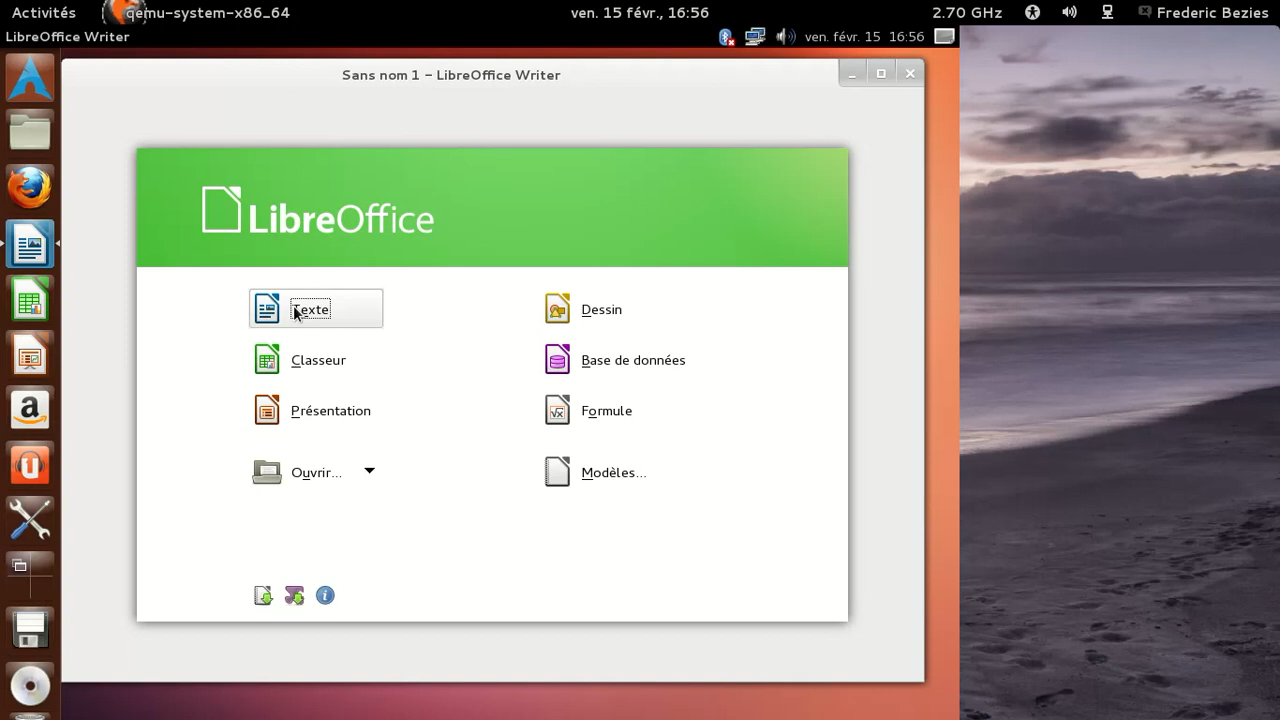 Activités
qemu-system-x86_64
ven. 15 févr., 16:56
2.70 GHz
Frederic Bezies
LibreOffice Writer
ven. févr. 15 16:56
Sans nom 1 - LibreOffice Writer
LibreOffice
Texte
Dessin
Classeur
Base de données
Présentation
Formule
Ouvrir...
Modèles...